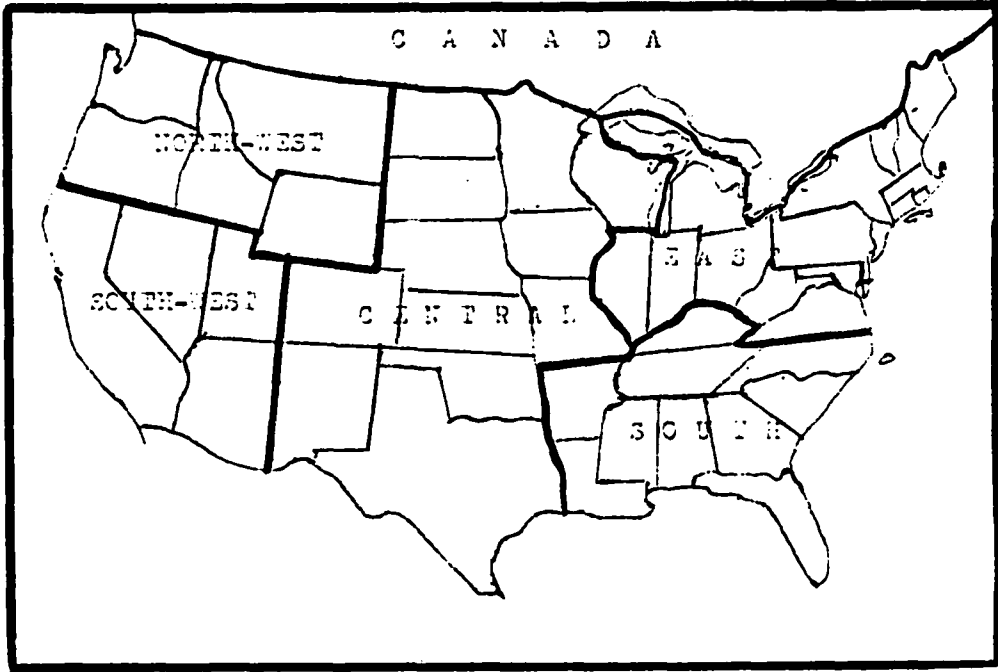 C A N A D A
NORTH-WEST
E A S T
SOUTH-WEST
C E N T R A L
S O U T H